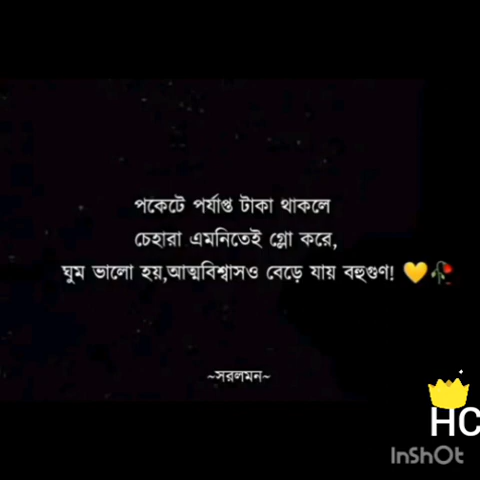 পকেটে পর্যাপ্ত টাকা থাকলে
চেহারা এমনিতেই গ্লো করে,
ঘুম ভালো হয়,আত্মবিশ্বাসও বেড়ে যায় বহুগুণ! 💛🥀
~সরলমন~
HC
InShOt